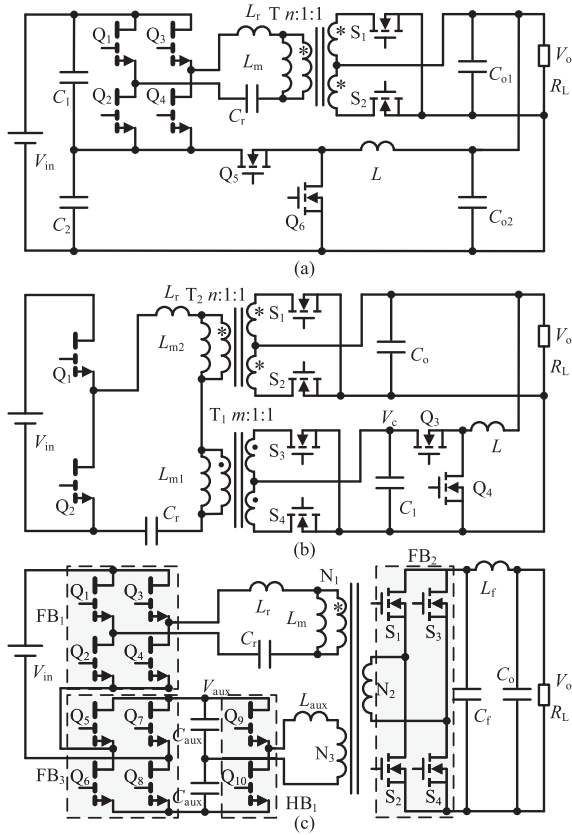 Q1 Q3 Lr T n:1:1 * * S1 Vo
C1 Lm Co1
Q2 Q4 Cr * S2 RL
Vin
Q5 L
C2 Q6 Co2
(a)
Lr T2 n:1:1 * * S1 Vo
Q1 Lm2 Co
* S2 RL
Vin T1 m:1:1 Vc Q3
S3 L
Q2 Lm1 C1 Q4
Cr S4
(b)
FB2
Q1 Q3 N1 Lf
FB1 Lr * S1 S3
Q2 Q4 Cr Lm
Vin Vaux N2 Co Vo
Q5 Q7 Caux Q9 Laux Cf RL
FB3 N3
Q6 Q8 Caux Q10 S2 S4
HB1
(c)